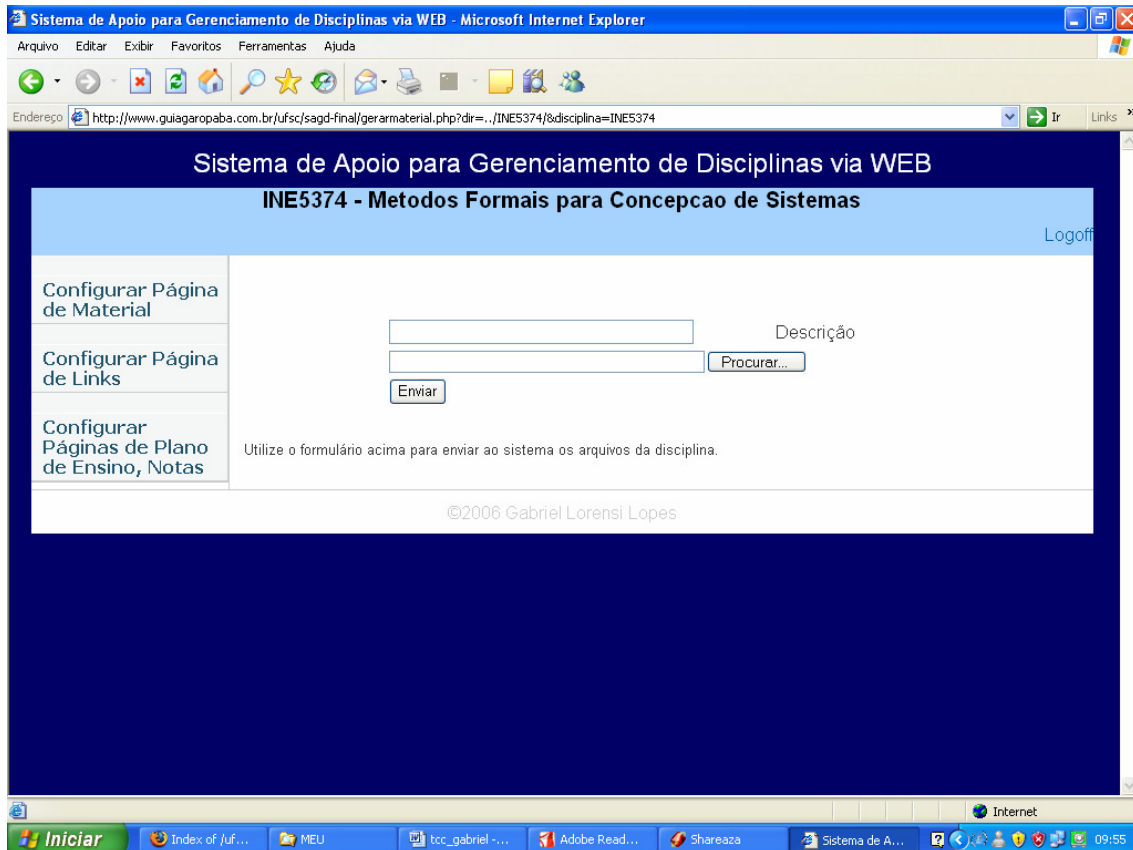 Sistema de Apoio para Gerenciamento de Disciplinas via WEB - Microsoft Internet Explorer
Arquivo Editar Exibir Favoritos Ferramentas Ajuda
Endereço http://www.guiagaropaba.com.br/ufsc/sagd-final/gerarmaterial.php?dir=../INE5374/&disciplina=INE5374 Ir Links »
Sistema de Apoio para Gerenciamento de Disciplinas via WEB
INE5374 - Metodos Formais para Concepcao de Sistemas
Logoff
Configurar Página
de Material
Configurar Página
de Links
Configurar
Páginas de Plano
de Ensino, Notas
Descrição
Procurar...
Enviar
Utilize o formulário acima para enviar ao sistema os arquivos da disciplina.
©2006 Gabriel Lorensi Lopes
Internet
Iniciar Index of /uf... MEU tcc_gabriel -... Adobe Read... Shareaza Sistema de A... 09:55